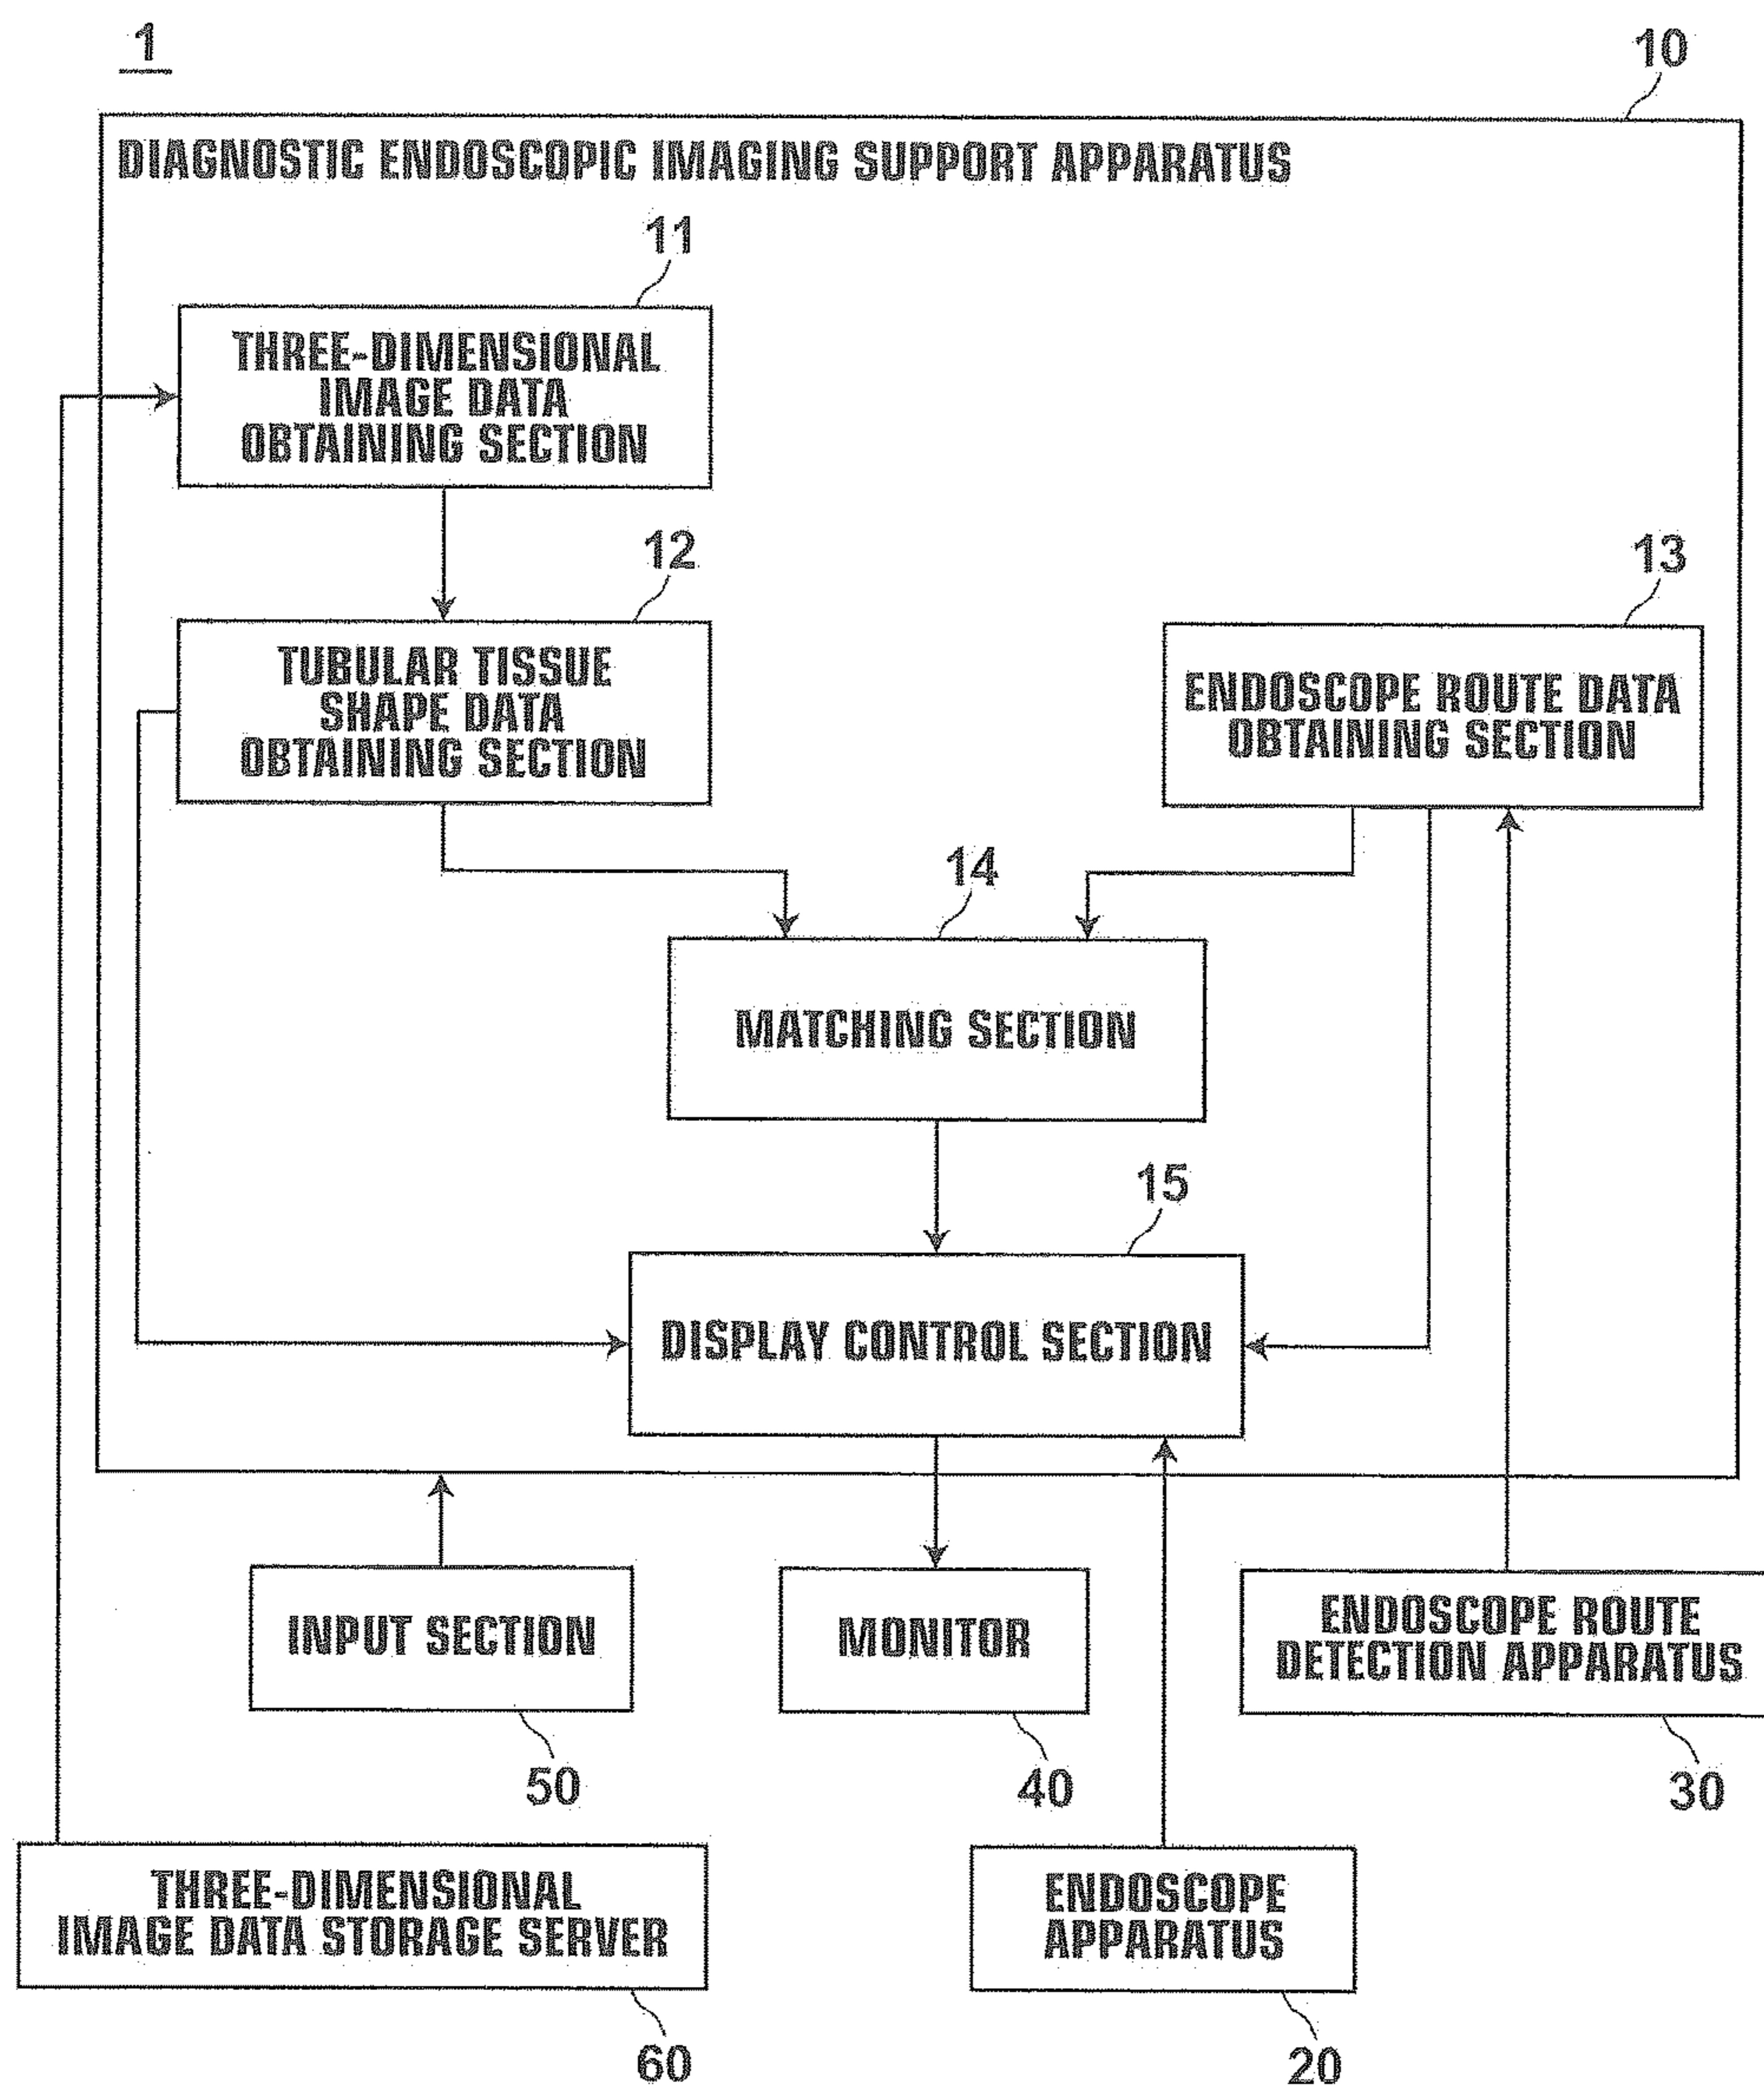 1
10
DIAGNOSTIC ENDOSCOPIC IMAGING SUPPORT APPARATUS
11
THREE-DIMENSIONAL
IMAGE DATA
OBTAINING SECTION
12
TUBULAR TISSUE
SHAPE DATA
OBTAINING SECTION
13
ENDOSCOPE ROUTE DATA
OBTAINING SECTION
14
MATCHING SECTION
15
DISPLAY CONTROL SECTION
INPUT SECTION
50
MONITOR
40
ENDOSCOPE ROUTE
DETECTION APPARATUS
30
THREE-DIMENSIONAL
IMAGE DATA STORAGE SERVER
60
ENDOSCOPE
APPARATUS
20